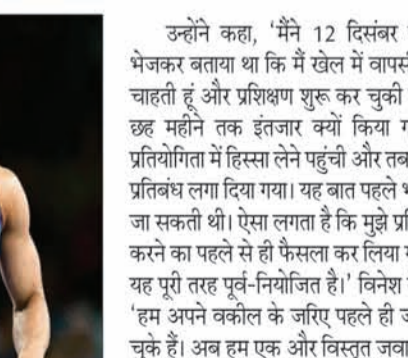 उन्होंने कहा, 'मैंने 12 दिसंबर
भेजकर बताया था कि मैं खेल में
चाहती हूं और प्रशिक्षण शुरू कर चुकी
छह महीने तक इंतजार क्यों किया
प्रतियोगिता में हिस्सा लेने पहुंची और तब
प्रतिबंध लगा दिया गया। यह बात पहले
जा सकती थी। ऐसा लगता है कि मुझे
करने का पहले से ही फैसला कर लिया
यह पूरी तरह पूर्व-नियोजित है।' विनेश
'हम अपने वकील के जरिए पहले ही
चुके हैं। अब हम एक और विस्तृत